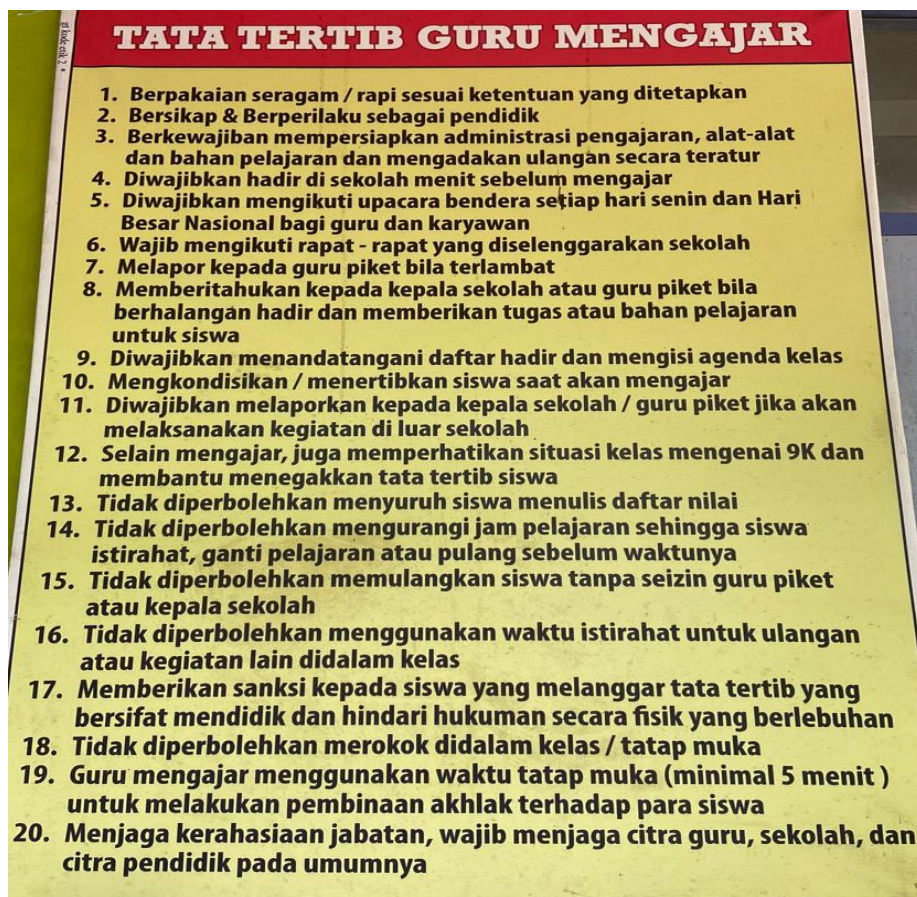 gt kode etik 2 *
TATA TERTIB GURU MENGAJAR
1. Berpakaian seragam / rapi sesuai ketentuan yang ditetapkan
2. Bersikap & Berperilaku sebagai pendidik
3. Berkewajiban mempersiapkan administrasi pengajaran, alat-alat
dan bahan pelajaran dan mengadakan ulangan secara teratur
4. Diwajibkan hadir di sekolah menit sebelum mengajar
5. Diwajibkan mengikuti upacara bendera setiap hari senin dan Hari
Besar Nasional bagi guru dan karyawan
6. Wajib mengikuti rapat - rapat yang diselenggarakan sekolah
7. Melapor kepada guru piket bila terlambat
8. Memberitahukan kepada kepala sekolah atau guru piket bila
berhalangan hadir dan memberikan tugas atau bahan pelajaran
untuk siswa
9. Diwajibkan menandatangani daftar hadir dan mengisi agenda kelas
10. Mengkondisikan / menertibkan siswa saat akan mengajar
11. Diwajibkan melaporkan kepada kepala sekolah / guru piket jika akan
melaksanakan kegiatan di luar sekolah
12. Selain mengajar, juga memperhatikan situasi kelas mengenai 9K dan
membantu menegakkan tata tertib siswa
13. Tidak diperbolehkan menyuruh siswa menulis daftar nilai
14. Tidak diperbolehkan mengurangi jam pelajaran sehingga siswa
istirahat, ganti pelajaran atau pulang sebelum waktunya
15. Tidak diperbolehkan memulangkan siswa tanpa seizin guru piket
atau kepala sekolah
16. Tidak diperbolehkan menggunakan waktu istirahat untuk ulangan
atau kegiatan lain didalam kelas
17. Memberikan sanksi kepada siswa yang melanggar tata tertib yang
bersifat mendidik dan hindari hukuman secara fisik yang berlebuhan
18. Tidak diperbolehkan merokok didalam kelas / tatap muka
19. Guru mengajar menggunakan waktu tatap muka (minimal 5 menit )
untuk melakukan pembinaan akhlak terhadap para siswa
20. Menjaga kerahasiaan jabatan, wajib menjaga citra guru, sekolah, dan
citra pendidik pada umumnya